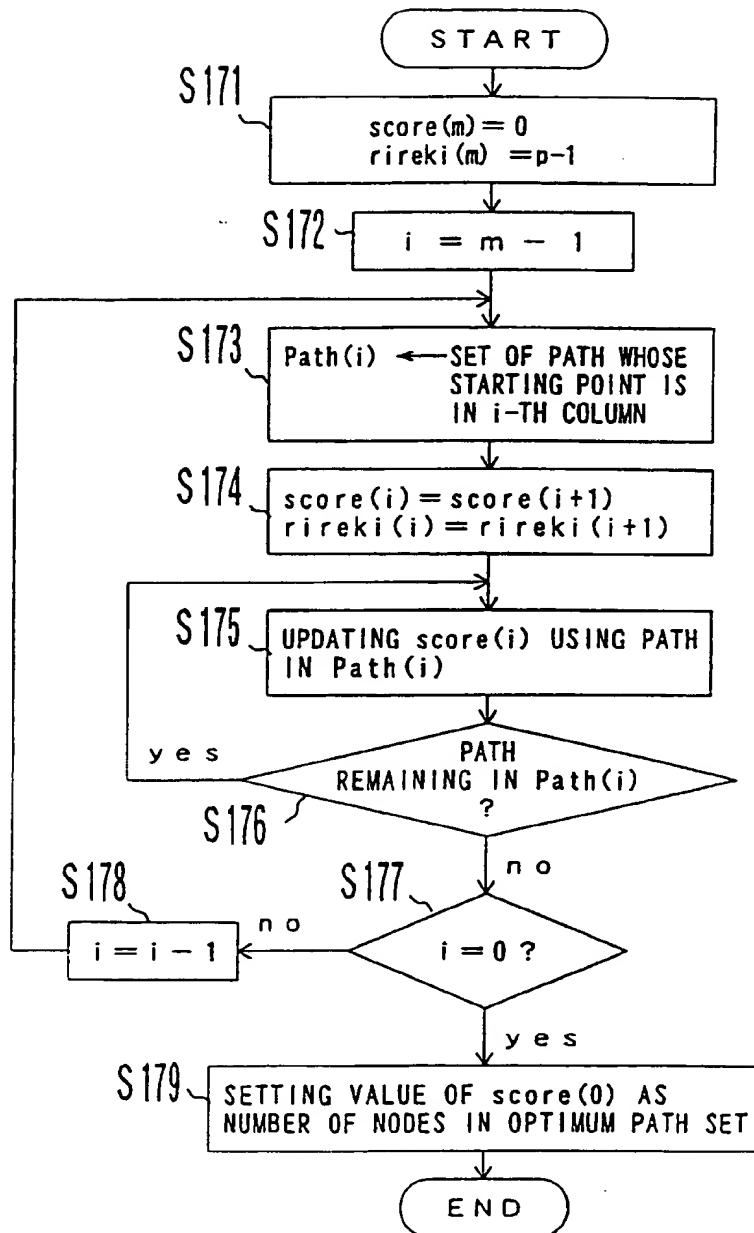 START
S171
score(m)= 0
rireki(m) =p-1
S172
i = m - 1
S173
Path(i) ← SET OF PATH WHOSE
STARTING POINT IS
IN i-TH COLUMN
S174
score(i)=score(i+1)
rireki(i)=rireki(i+1)
S175
UPDATING score(i) USING PATH
IN Path(i)
yes
PATH
REMAINING IN Path(i)
?
S176
no
S178
S177
no
i = i - 1
i = 0 ?
yes
S179
SETTING VALUE OF score(0) AS
NUMBER OF NODES IN OPTIMUM PATH SET
END